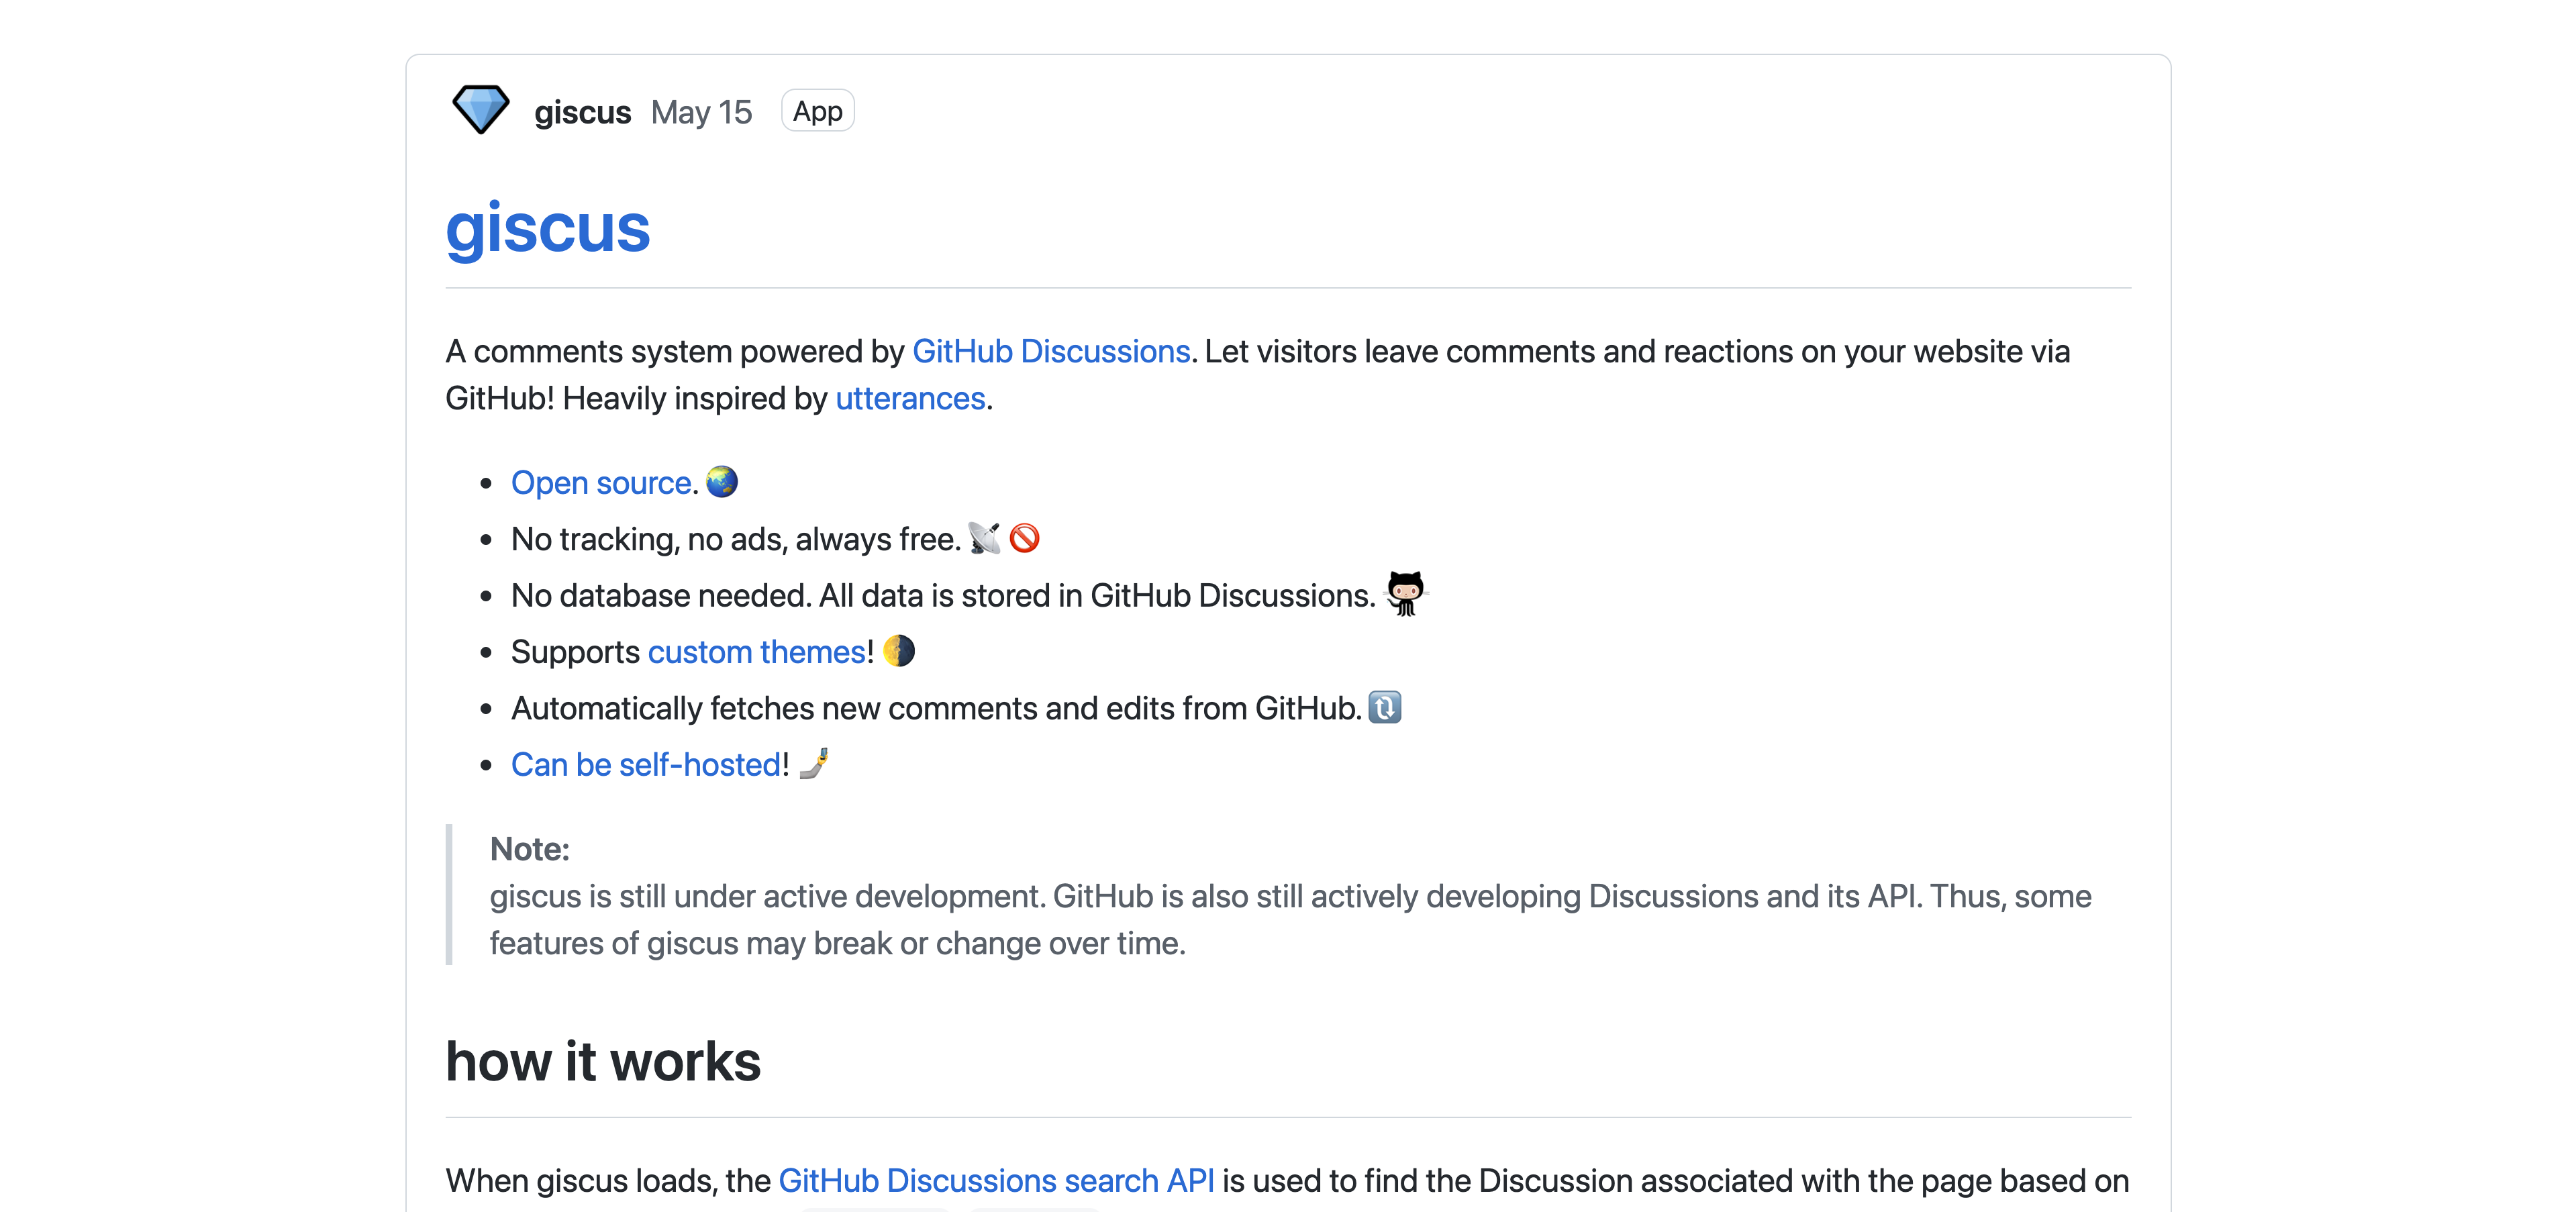 giscus May 15 App
giscus
A comments system powered by GitHub Discussions. Let visitors leave comments and reactions on your website via
GitHub! Heavily inspired by utterances.
• Open source. 🌏
• No tracking, no ads, always free. 📡 🚫
• No database needed. All data is stored in GitHub Discussions.
• Supports custom themes! 🌗
• Automatically fetches new comments and edits from GitHub. 🔃
• Can be self-hosted! 🤳
Note:
giscus is still under active development. GitHub is also still actively developing Discussions and its API. Thus, some
features of giscus may break or change over time.
how it works
When giscus loads, the GitHub Discussions search API is used to find the Discussion associated with the page based on